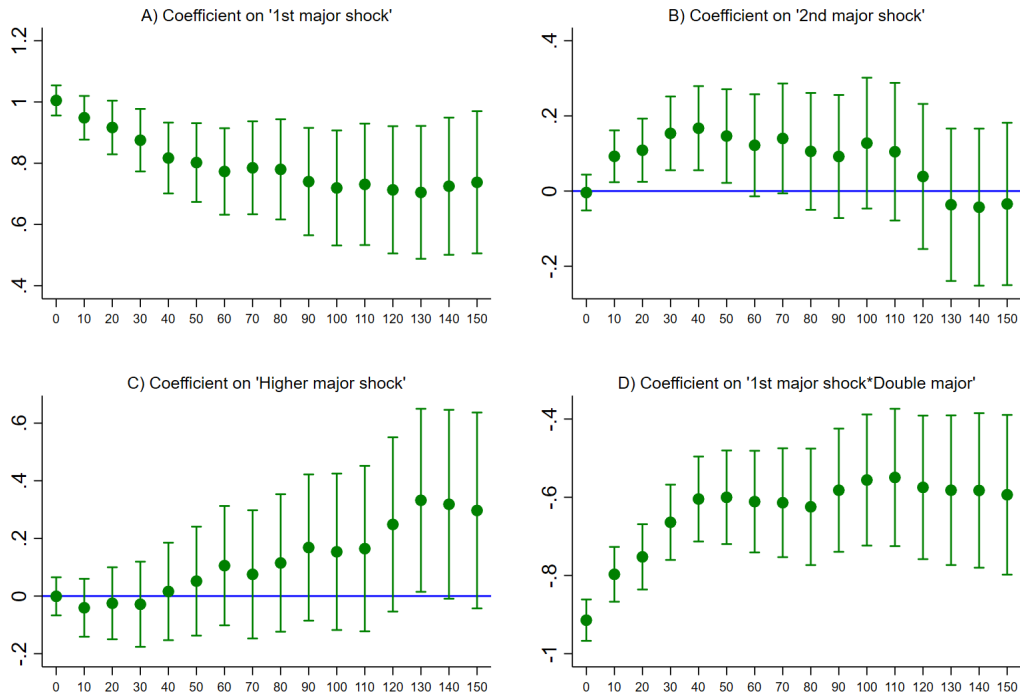 A) Coefficient on '1st major shock'
1.2
1
.8
.6
.4
0 10 20 30 40 50 60 70 80 90 100 110 120 130 140 150
B) Coefficient on '2nd major shock'
.4
.2
0
-.2
0 10 20 30 40 50 60 70 80 90 100 110 120 130 140 150
C) Coefficient on 'Higher major shock'
.6
.4
.2
0
-.2
0 10 20 30 40 50 60 70 80 90 100 110 120 130 140 150
D) Coefficient on '1st major shock*Double major'
-.4
-.6
-.8
-1
0 10 20 30 40 50 60 70 80 90 100 110 120 130 140 150